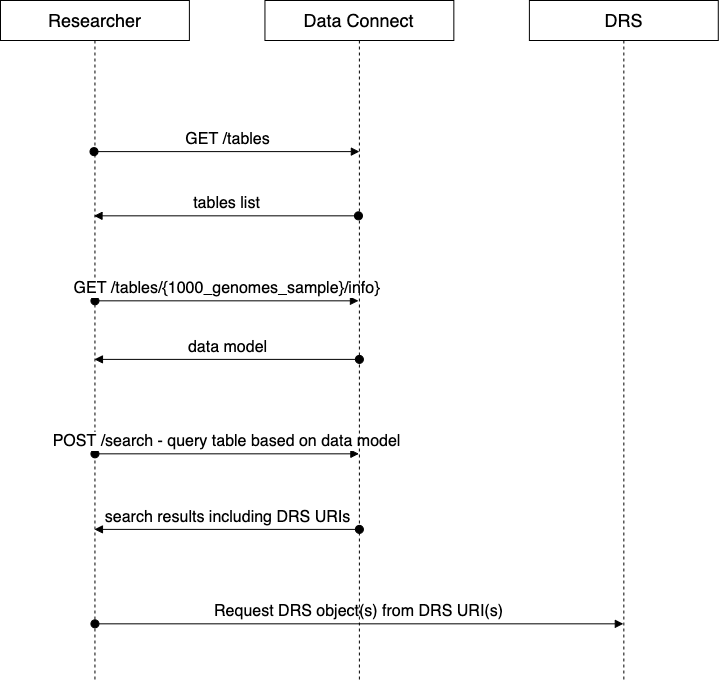 Researcher
Data Connect
DRS
GET /tables
tables list
GET /tables/{1000_genomes_sample}/info}
data model
POST /search - query table based on data model
search results including DRS URIs
Request DRS object(s) from DRS URI(s)